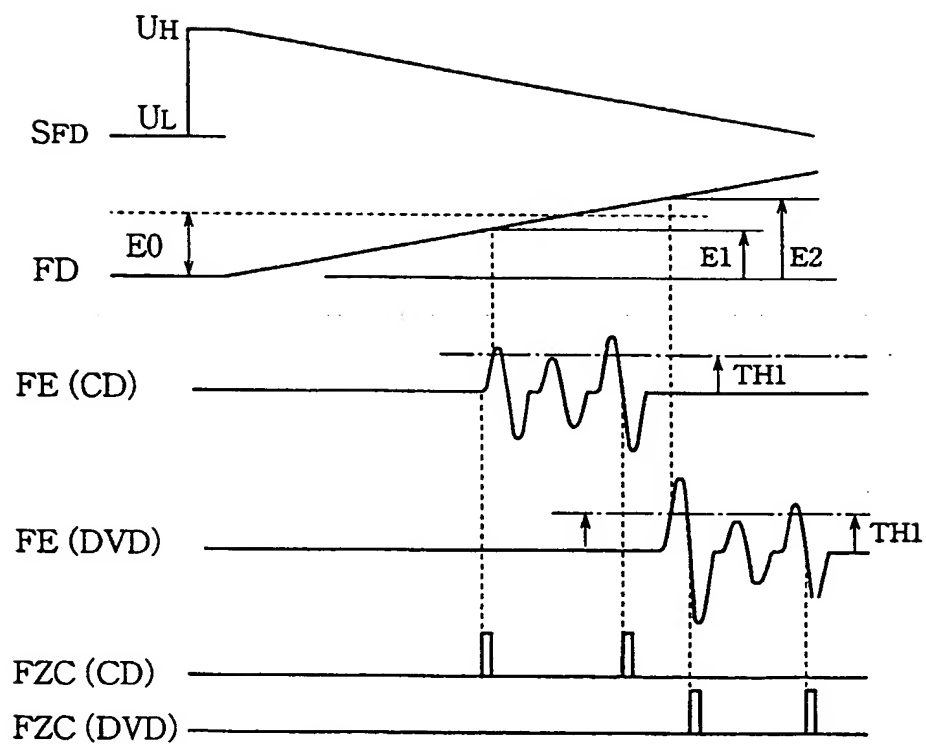 UH
UL
SFD
E0
E1
E2
FD
TH1
FE (CD)
FE (DVD)
TH1
FZC (CD)
FZC (DVD)